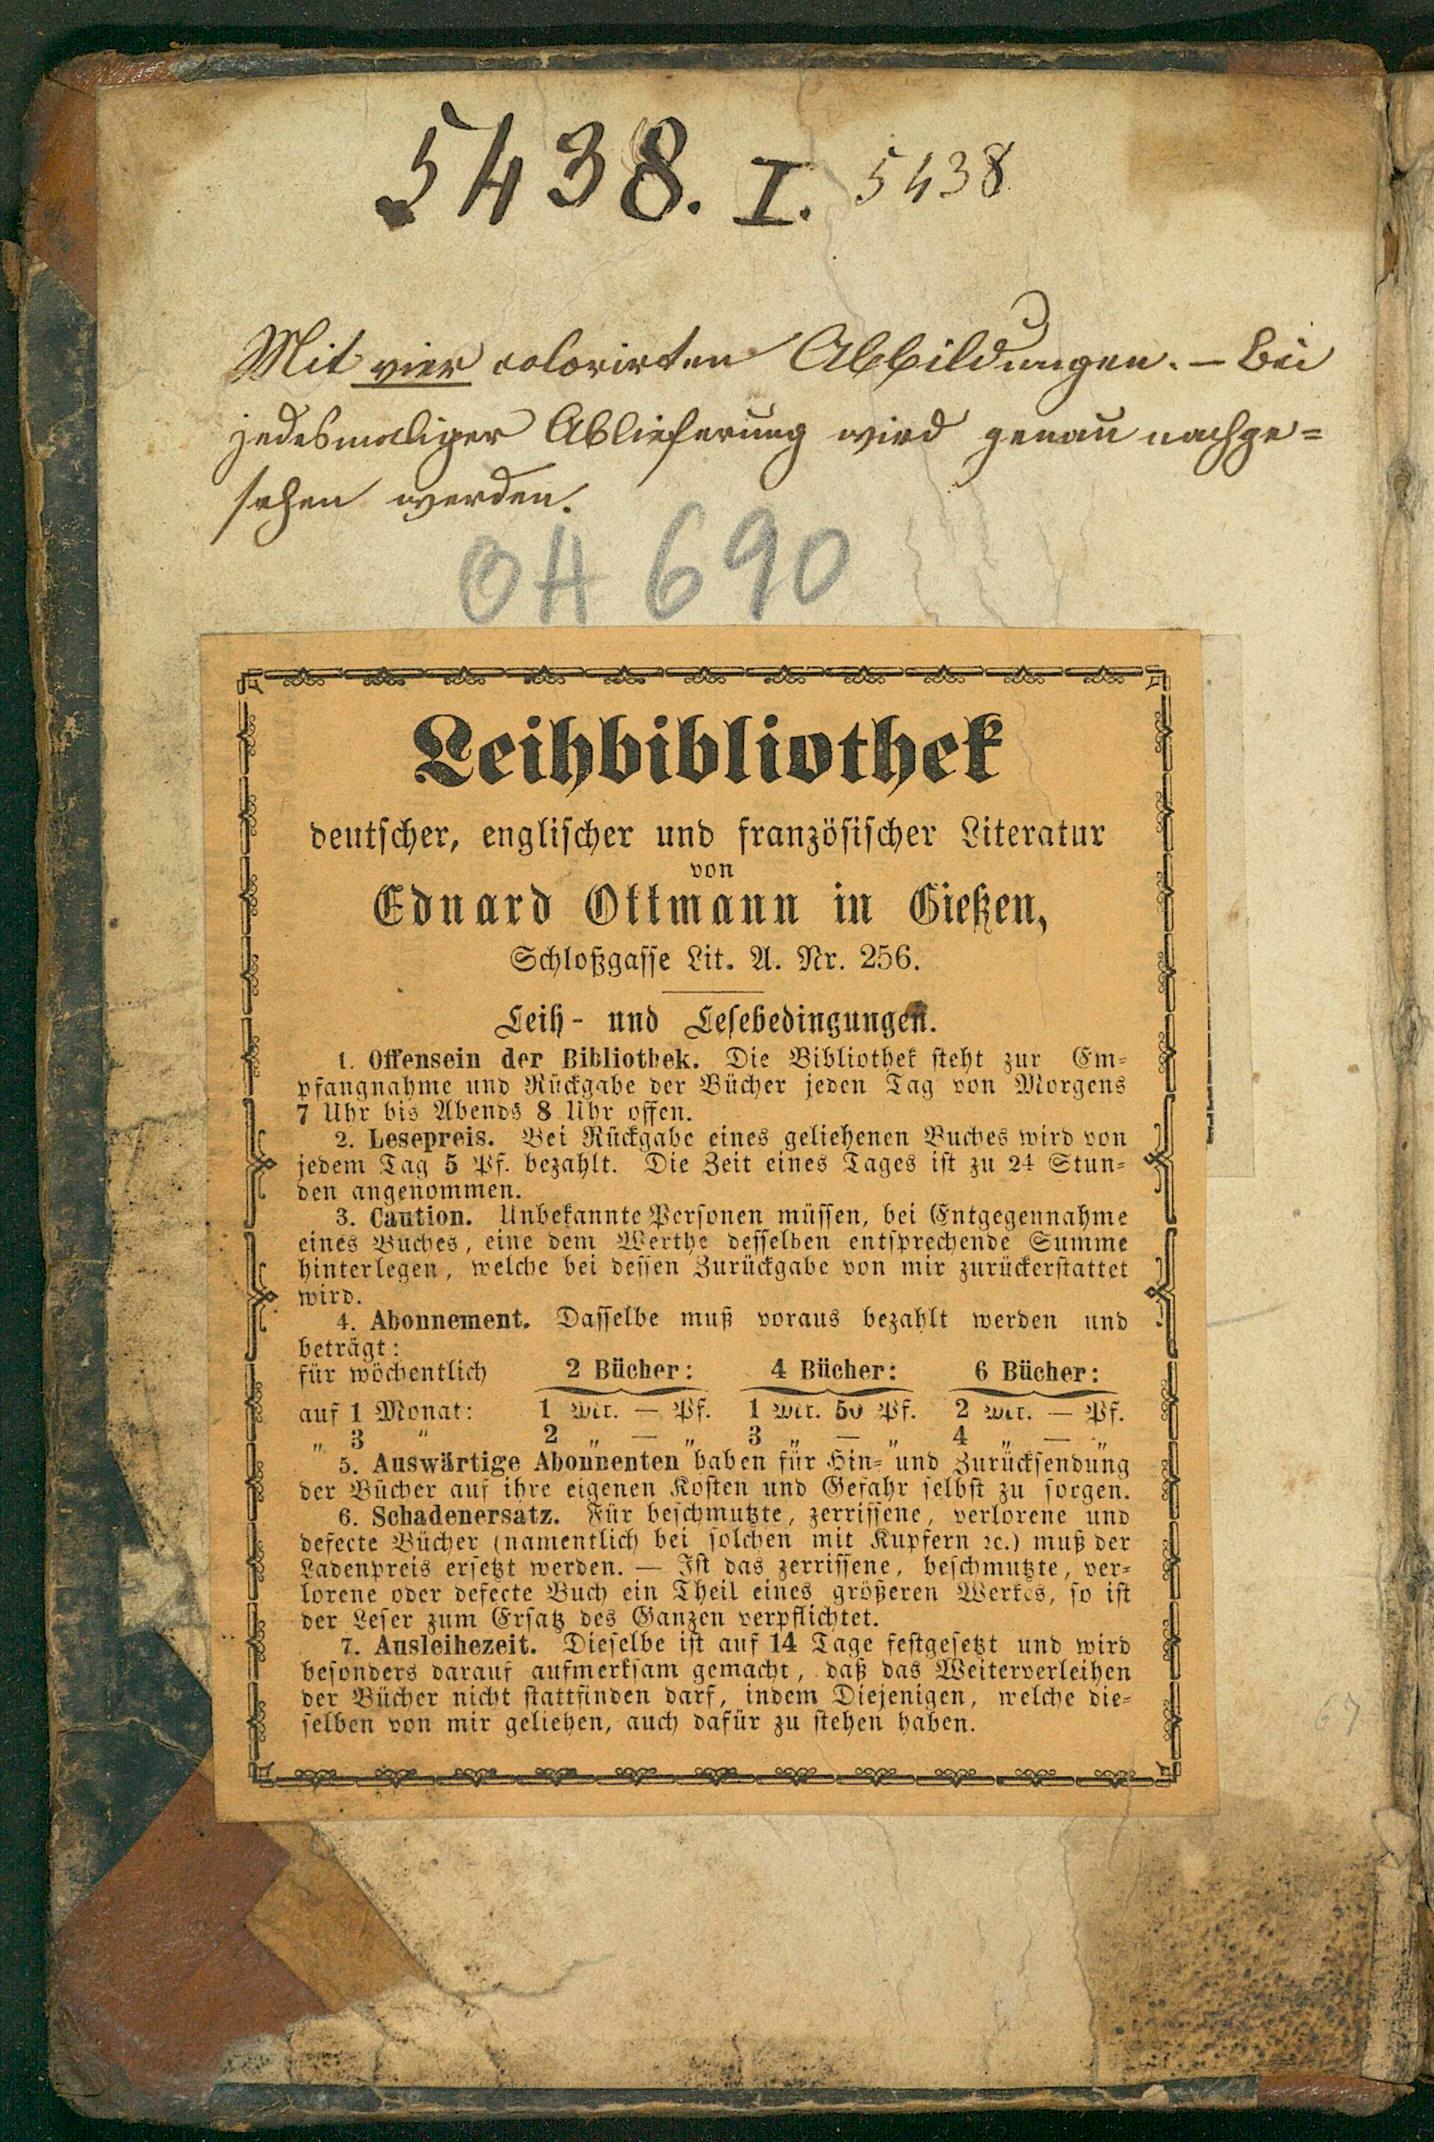 5438. I. 5438
Mit vier colorirten Abbildungen. – Bei
jedesmaliger Ablieferung wird genau nachge=
sehen werden.
OH 690
Leihbibliothek
deutscher, englischer und französischer Literatur
von
Eduard Ottmann in Gießen,
Schloßgasse Lit. A. Nr. 256.
Leih- und Lesebedingungen.
1. Offensein der Bibliothek. Die Bibliothek steht zur Em=
pfangnahme und Rückgabe der Bücher jeden Tag von Morgens
7 Uhr bis Abends 8 Uhr offen.
2. Lesepreis. Bei Rückgabe eines geliehenen Buches wird von
jedem Tag 5 Pf. bezahlt. Die Zeit eines Tages ist zu 24 Stun=
den angenommen.
3. Caution. Unbekannte Personen müssen, bei Entgegennahme
eines Buches, eine dem Werthe desselben entsprechende Summe
hinterlegen, welche bei dessen Zurückgabe von mir zurückerstattet
wird.
4. Abonnement. Dasselbe muß voraus bezahlt werden und
beträgt:
für wöchentlich 2 Bücher: 4 Bücher: 6 Bücher:
auf 1 Monat: 1 Mk. — Pf. 1 Mk. 50 Pf. 2 Mk. — Pf.
„ 3 „ 2 „ — „ 3 „ — „ 4 „ — „
5. Auswärtige Abonnenten haben für Hin= und Zurücksendung
der Bücher auf ihre eigenen Kosten und Gefahr selbst zu sorgen.
6. Schadenersatz. Für beschmutzte, zerrissene, verlorene und
defecte Bücher (namentlich bei solchen mit Kupfern ꝛc.) muß der
Ladenpreis ersetzt werden. — Ist das zerrissene, beschmutzte, ver=
lorene oder defecte Buch ein Theil eines größeren Werkes, so ist
der Leser zum Ersatz des Ganzen verpflichtet.
7. Ausleihezeit. Dieselbe ist auf 14 Tage festgesetzt und wird
besonders darauf aufmerksam gemacht, daß das Weiterverleihen
der Bücher nicht stattfinden darf, indem Diejenigen, welche die=
selben von mir geliehen, auch dafür zu stehen haben.
67